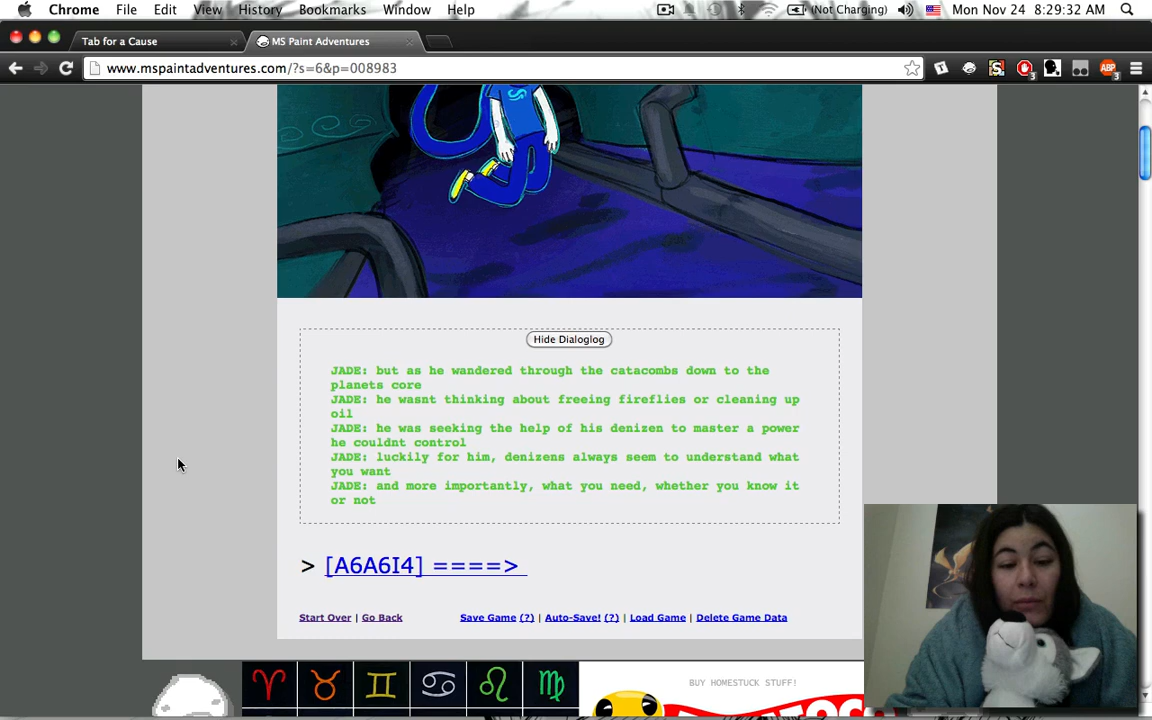 Chrome File Edit View History Bookmarks Window Help (Not Charging) Mon Nov 24 8:29:32 AM
Tab for a Cause MS Paint Adventures
www.mspaintadventures.com/?s=6&p=008983
Hide Dialoglog
JADE: but as he wandered through the catacombs down to the
planets core
JADE: he wasnt thinking about freeing fireflies or cleaning up
oil
JADE: he was seeking the help of his denizen to master a power
he couldnt control
JADE: luckily for him, denizens always seem to understand what
you want
JADE: and more importantly, what you need, whether you know it
or not
> [A6A6I4] ====>
Start Over | Go Back Save Game (?) | Auto-Save! (?) | Load Game | Delete Game Data
BUY HOMESTUCK STUFF!